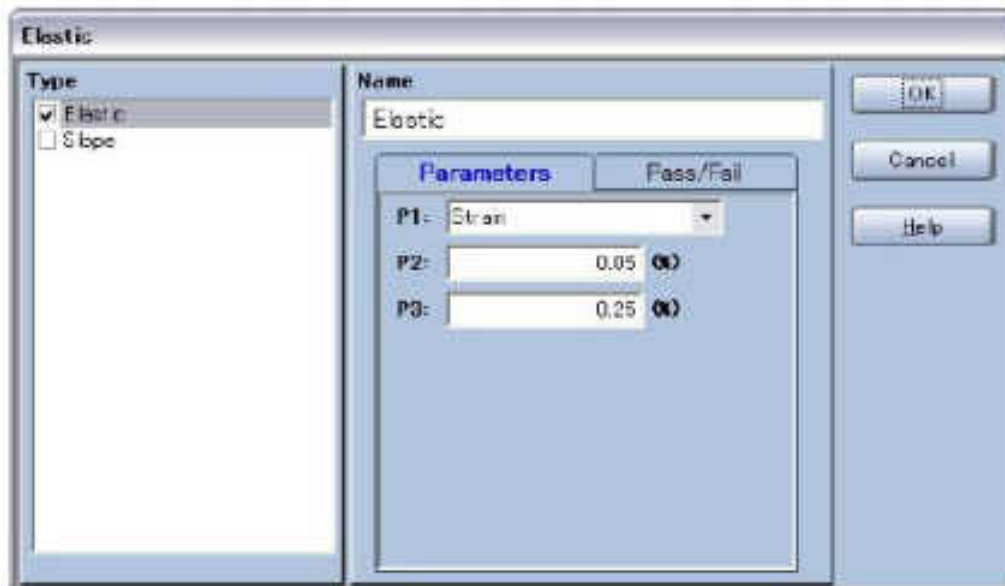 Elastic
Type
Elastic
Slope
Name
Elastic
Parameters
Pass/Fail
P1: Strain
P2: 0.05 (%)
P3: 0.25 (%)
OK
Cancel
Help